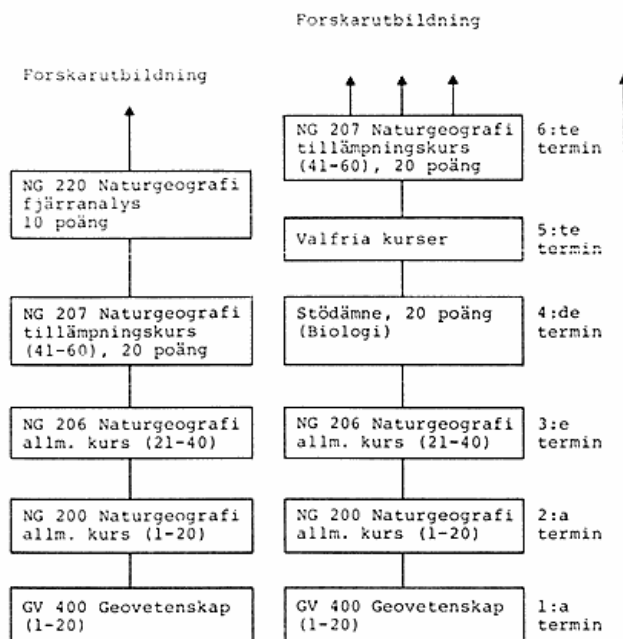 Forskarutbildning
NG 220 Naturgeografi
fjärranalys
10 poäng
NG 207 Naturgeografi
tillämpningskurs
(41-60), 20 poäng
NG 206 Naturgeografi
allm. kurs (21-40)
NG 200 Naturgeografi
allm. kurs (1-20)
GV 400 Geovetenskap
(1-20)
Forskarutbildning
NG 207 Naturgeografi
tillämpningskurs
(41-60), 20 poäng
Valfria kurser
Stödämne, 20 poäng
(Biologi)
NG 206 Naturgeografi
allm. kurs (21-40)
NG 200 Naturgeografi
allm. kurs (1-20)
GV 400 Geovetenskap
(1-20)
6:te
termin
5:te
termin
4:de
termin
3:e
termin
2:a
termin
1:a
termin